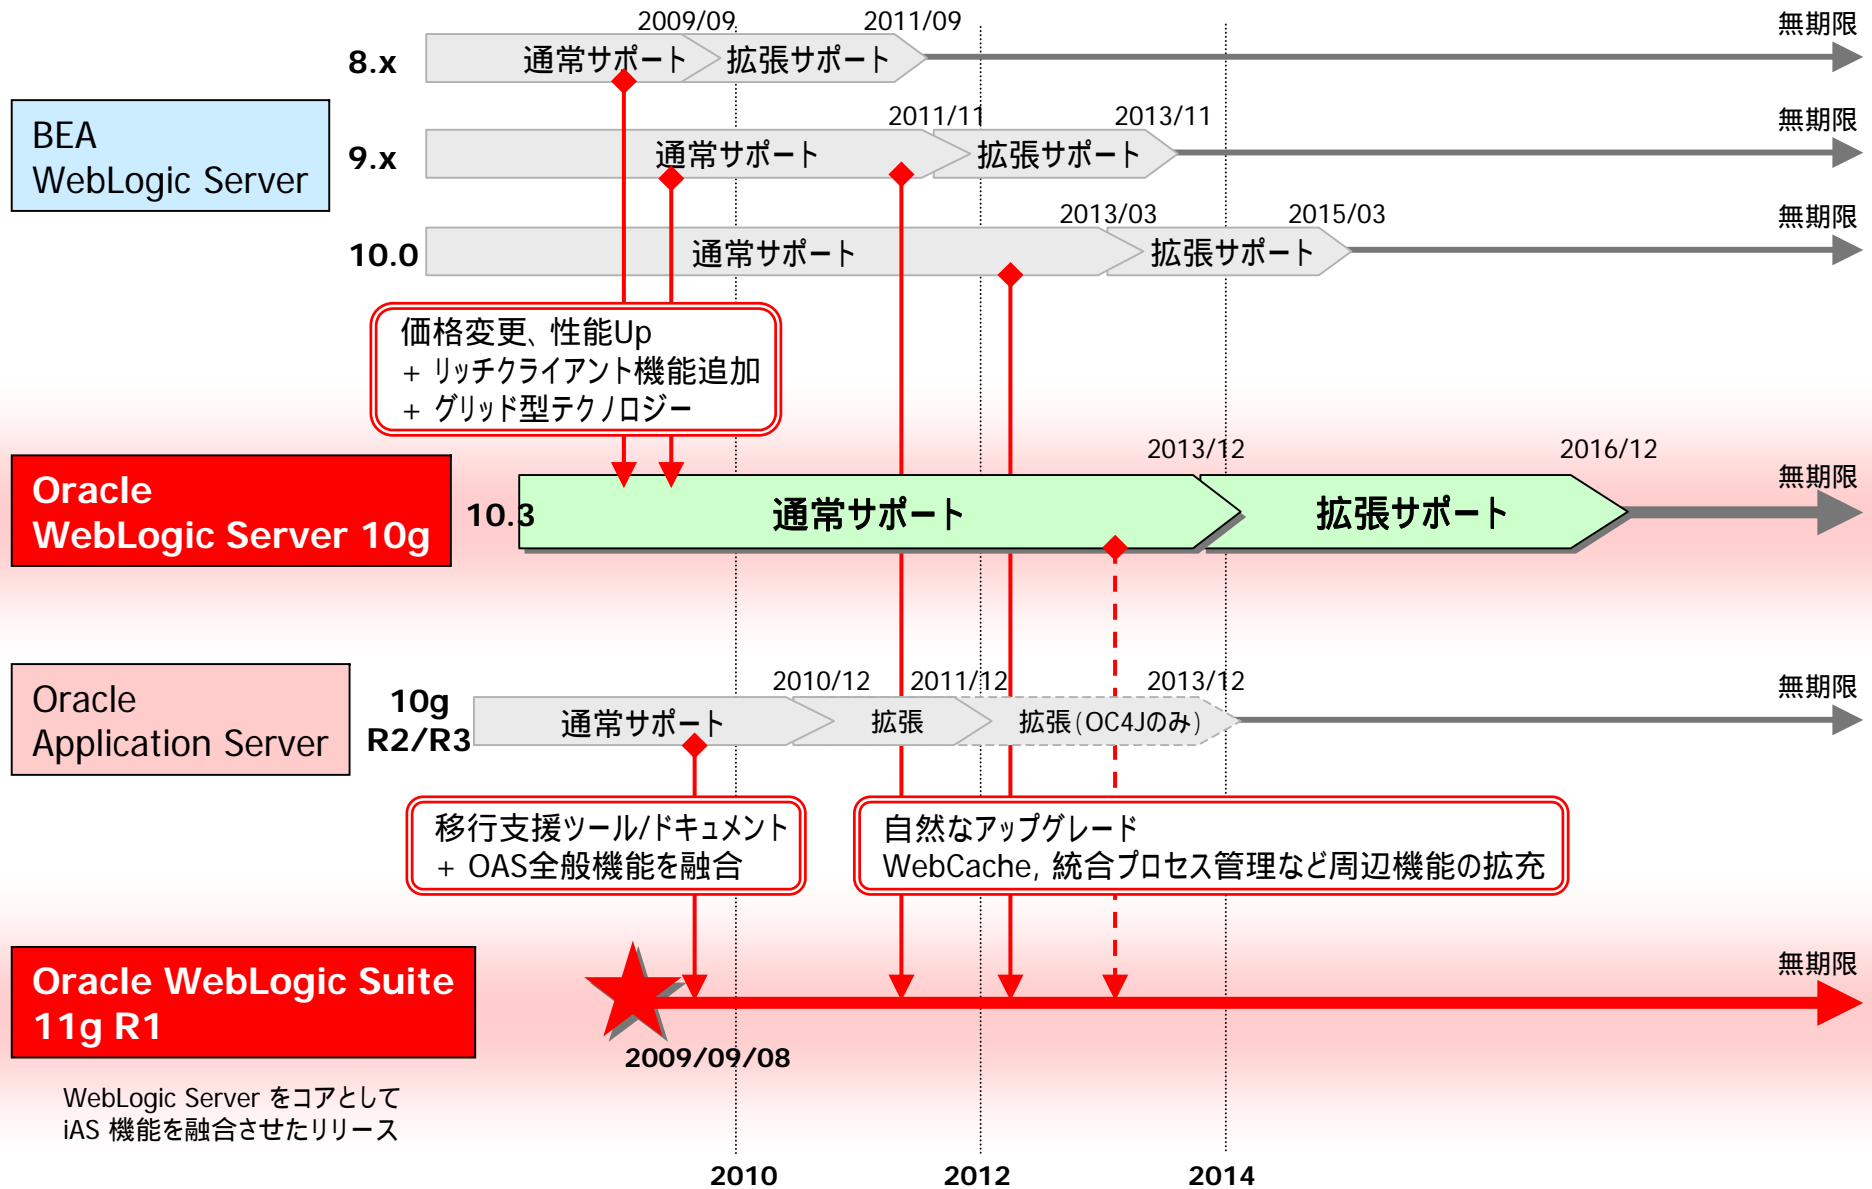 2009/09
2011/09
無期限
8.x
通常サポート
拡張サポート
BEA
WebLogic Server
2011/11
2013/11
無期限
9.x
通常サポート
拡張サポート
2013/03
2015/03
無期限
10.0
通常サポート
拡張サポート
価格変更、性能Up
+ リッチクライアント機能追加
+ グリッド型テクノロジー
2013/12
2016/12
無期限
Oracle
WebLogic Server 10g
10.3
通常サポート
拡張サポート
Oracle
Application Server
10g
R2/R3
2010/12
2011/12
2013/12
無期限
通常サポート
拡張
拡張(OC4Jのみ)
移行支援ツール/ドキュメント
+ OAS全般機能を融合
自然なアップグレード
WebCache, 統合プロセス管理など周辺機能の拡充
Oracle WebLogic Suite
11g R1
無期限
2009/09/08
WebLogic Server をコアとして
iAS 機能を融合させたリリース
2010
2012
2014